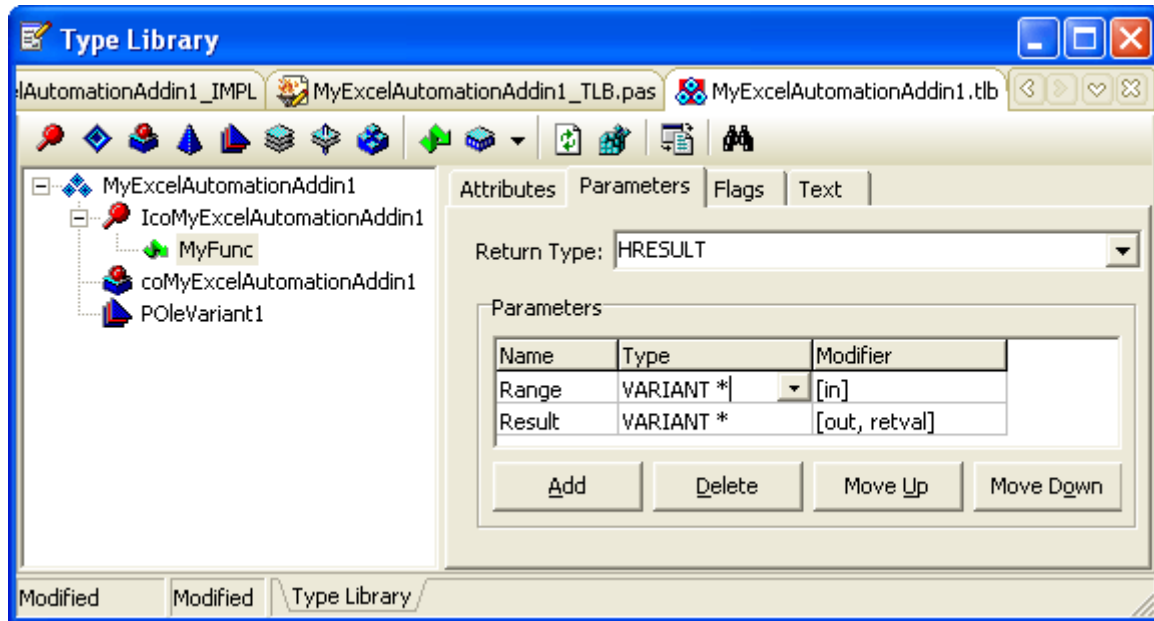 Type Library
lAutomationAddin1_IMPL MyExcelAutomationAddin1_TLB.pas MyExcelAutomationAddin1.tlb
MyExcelAutomationAddin1
IcoMyExcelAutomationAddin1
MyFunc
coMyExcelAutomationAddin1
POleVariant1
Attributes Parameters Flags Text
Return Type: HRESULT
Parameters
Name Type Modifier
Range VARIANT * [in]
Result VARIANT * [out, retval]
Add Delete Move Up Move Down
Modified Modified Type Library